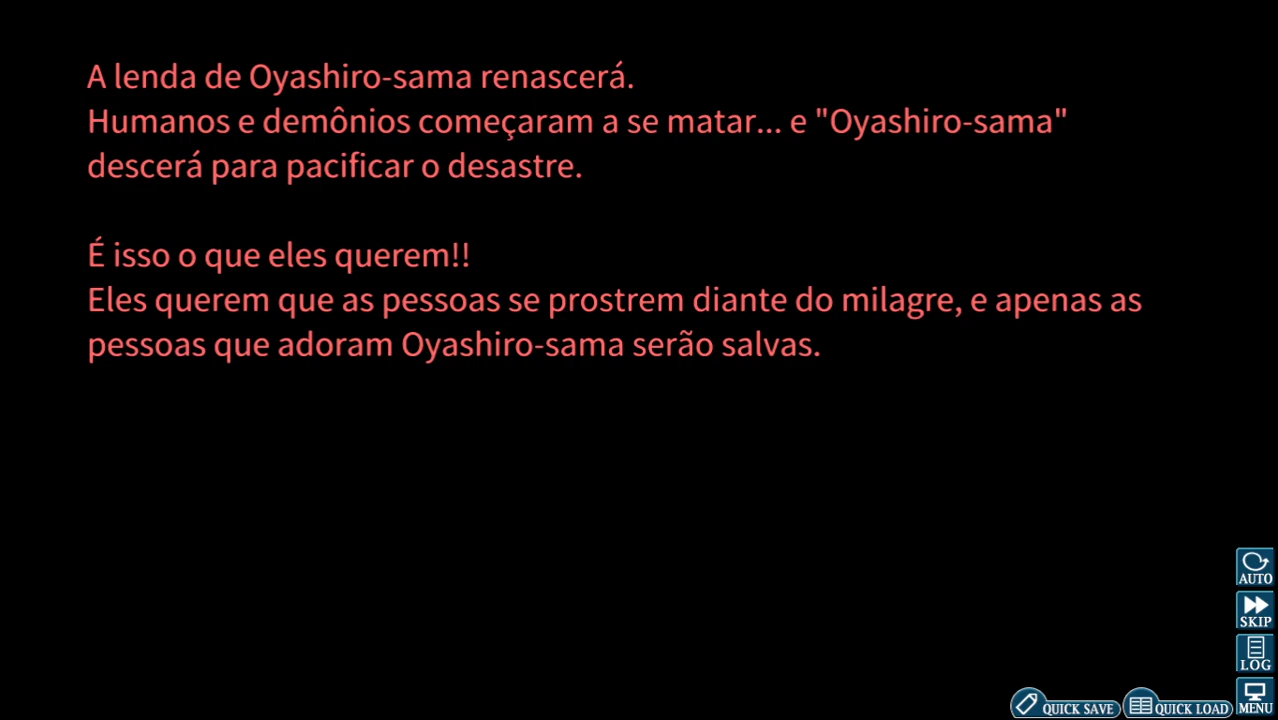 A lenda de Oyashiro-sama renascerá.
Humanos e demônios começaram a se matar... e "Oyashiro-sama"
descerá para pacificar o desastre.
É isso o que eles querem!!
Eles querem que as pessoas se prostrem diante do milagre, e apenas as
pessoas que adoram Oyashiro-sama serão salvas.
AUTO
SKIP
LOG
QUICK SAVE
QUICK LOAD
MENU